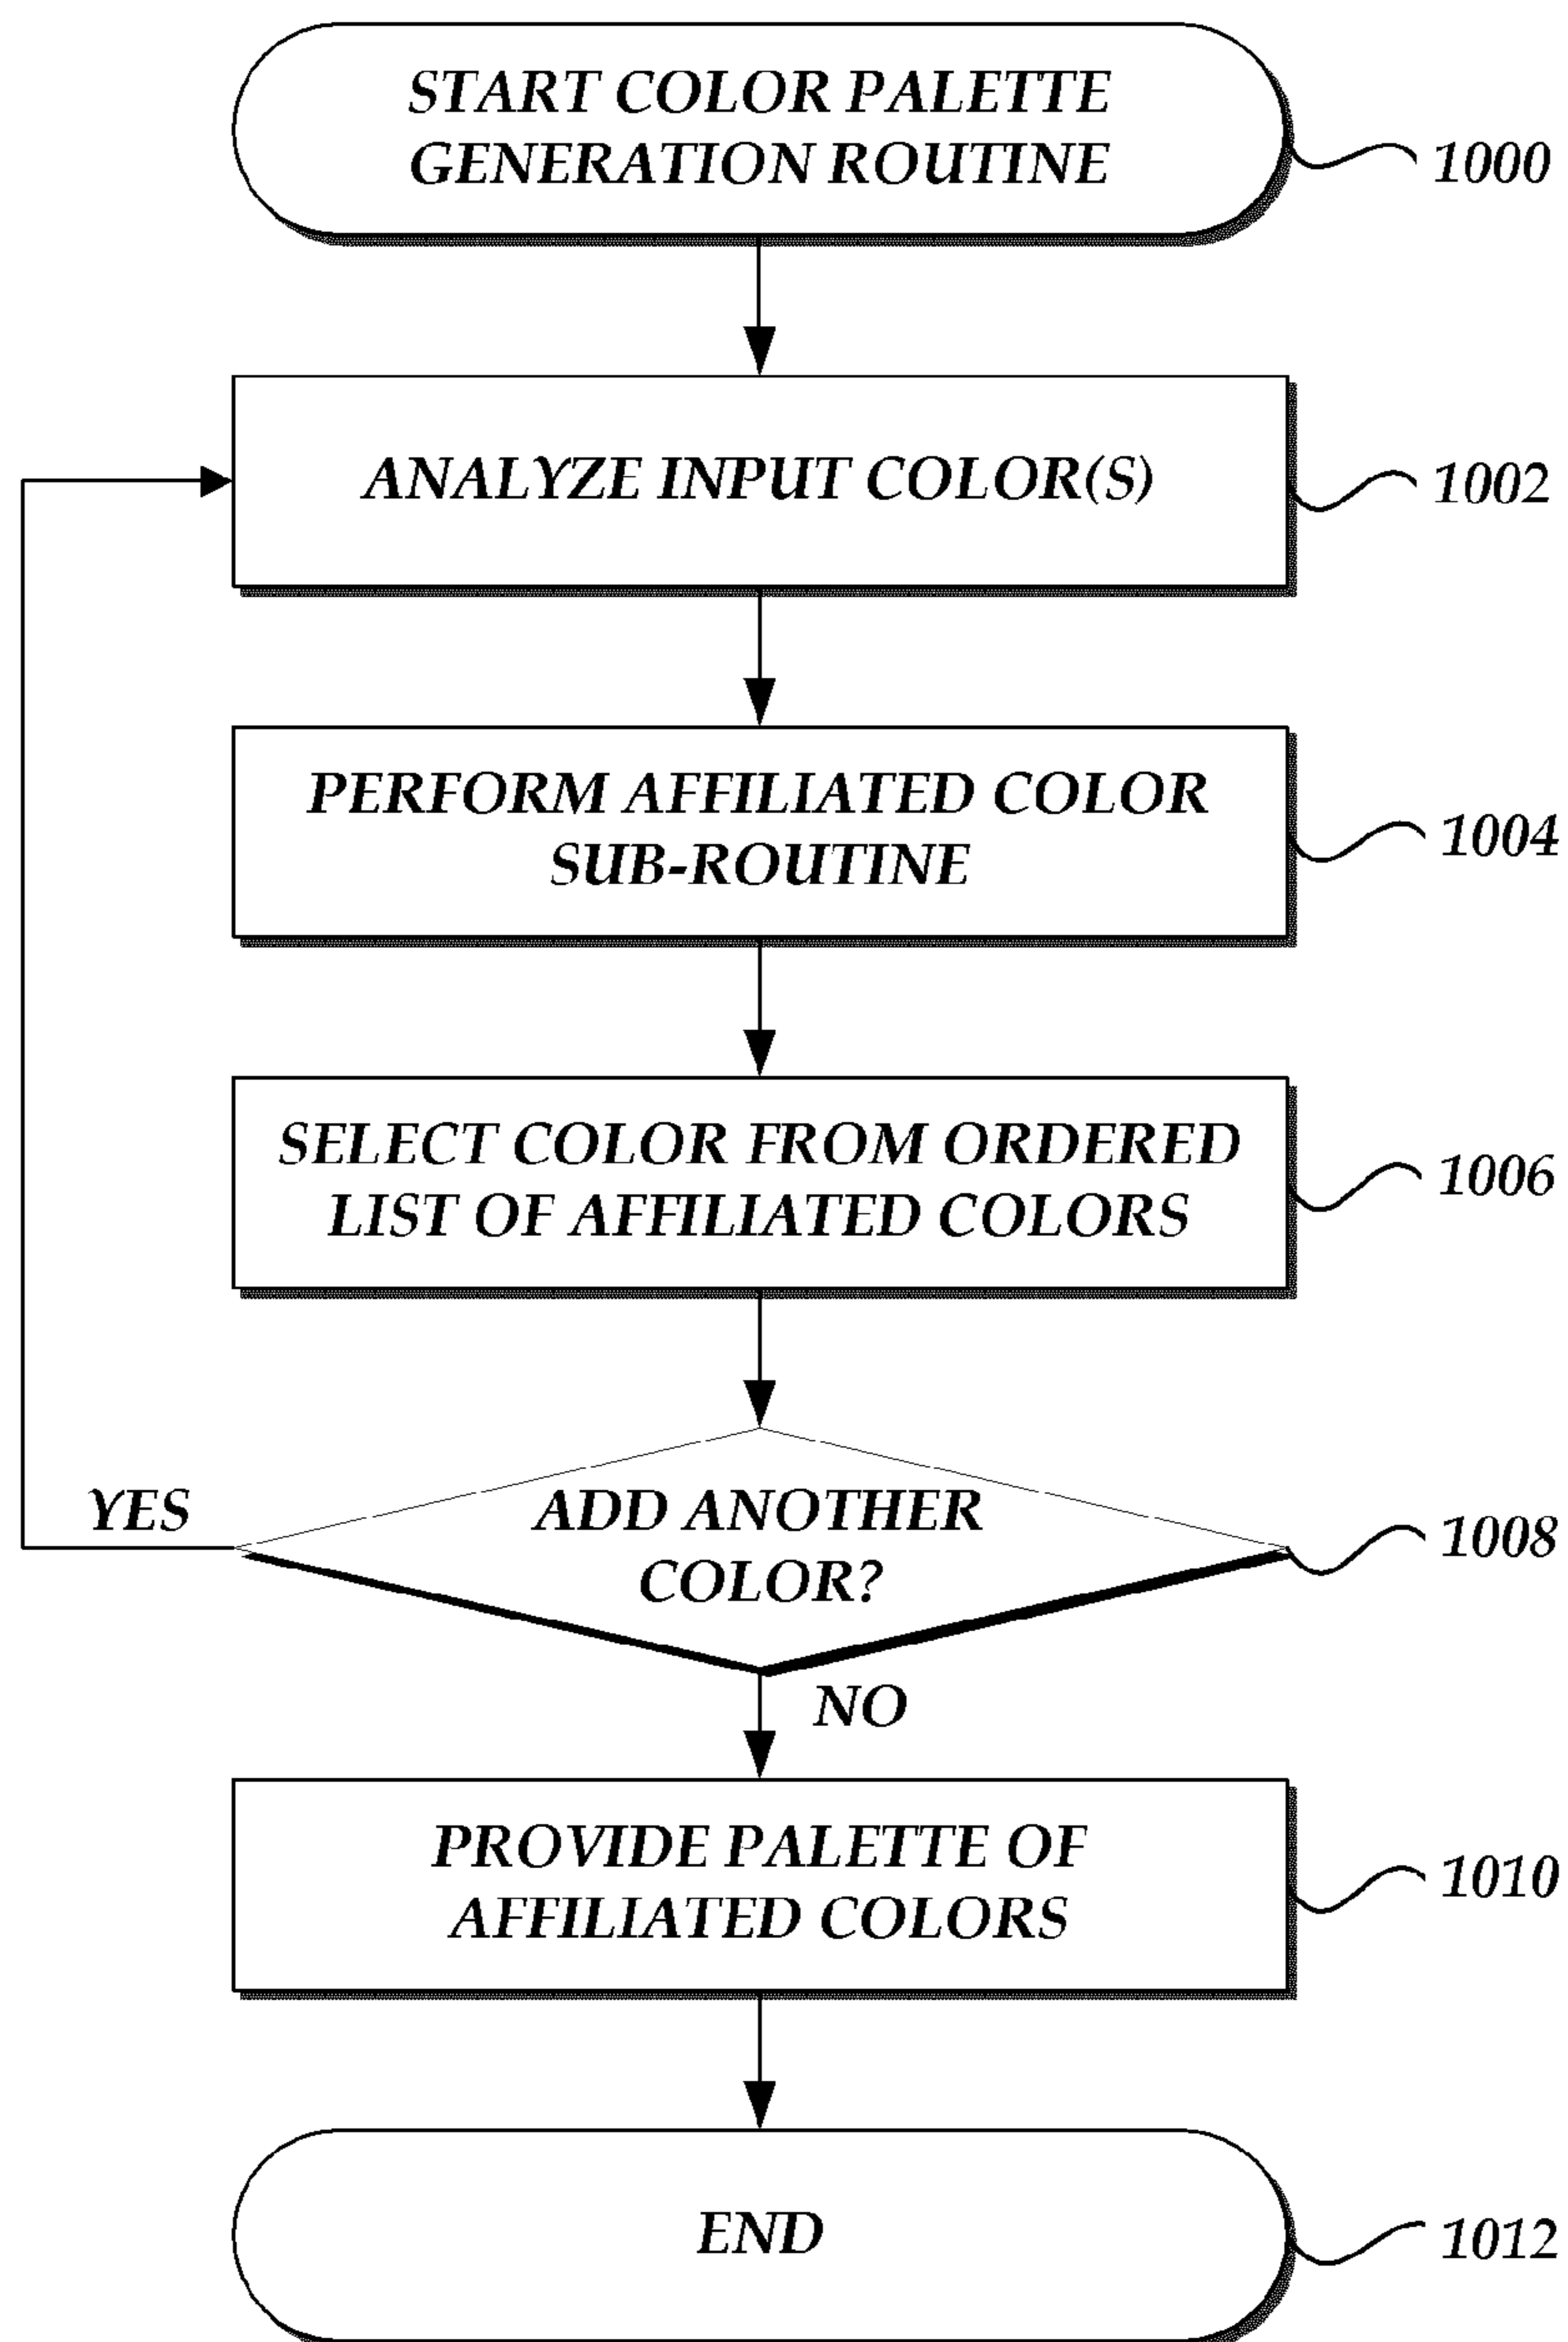 START COLOR PALETTE
GENERATION ROUTINE
1000
ANALYZE INPUT COLOR(S)
1002
PERFORM AFFILIATED COLOR
SUB-ROUTINE
1004
SELECT COLOR FROM ORDERED
LIST OF AFFILIATED COLORS
1006
YES
ADD ANOTHER
COLOR?
1008
NO
PROVIDE PALETTE OF
AFFILIATED COLORS
1010
END
1012